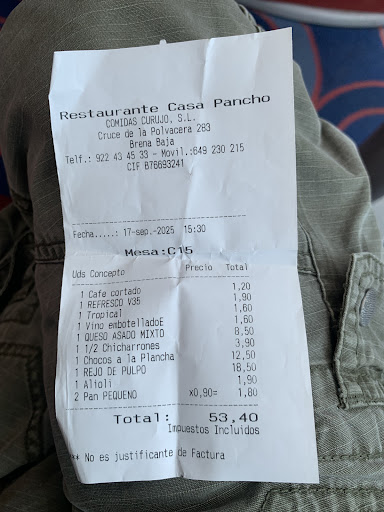 Restaurante Casa Pancho
COMIDAS CURUJO, S.L.
Cruce de la Polvacera 283
Brena Baja
Telf.: 922 43 45 33 - Movil.:649 230 215
CIF B76693241
Fecha.....: 17-sep.-2025 15:30
Mesa:C15
Uds Concepto Precio Total
1 Cafe cortado 1,20
1 REFRESCO V35 1,90
1 Tropical 1,60
1 Vino embotelladoE 1,60
1 QUESO ASADO MIXTO 8,50
1 1/2 Chicharrones 3,90
1 Chocos a la Plancha 12,50
1 REJO DE PULPO 18,50
1 Alioli 1,90
2 Pan PEQUENO x0,90= 1,80
Total: 53,40
Impuestos Incluidos
** No es justificante de Factura